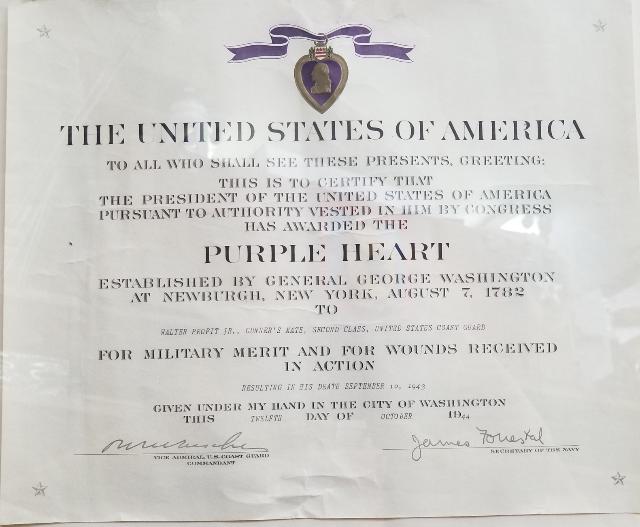 THE UNITED STATES OF AMERICA
TO ALL WHO SHALL SEE THESE PRESENTS, GREETING:
THIS IS TO CERTIFY THAT
THE PRESIDENT OF THE UNITED STATES OF AMERICA
PURSUANT TO AUTHORITY VESTED IN HIM BY CONGRESS
HAS AWARDED THE
PURPLE HEART
ESTABLISHED BY GENERAL GEORGE WASHINGTON
AT NEWBURGH, NEW YORK, AUGUST 7, 1782
TO
WALTER PROFIT JR., GUNNER'S MATE, SECOND CLASS, UNITED STATES COAST GUARD
FOR MILITARY MERIT AND FOR WOUNDS RECEIVED
IN ACTION
RESULTING IN HIS DEATH SEPTEMBER 10, 1943
GIVEN UNDER MY HAND IN THE CITY OF WASHINGTON
THIS TWELFTH DAY OF OCTOBER 1944
James Forrestal
VICE ADMIRAL, U.S. COAST GUARD SECRETARY OF THE NAVY
COMMANDANT